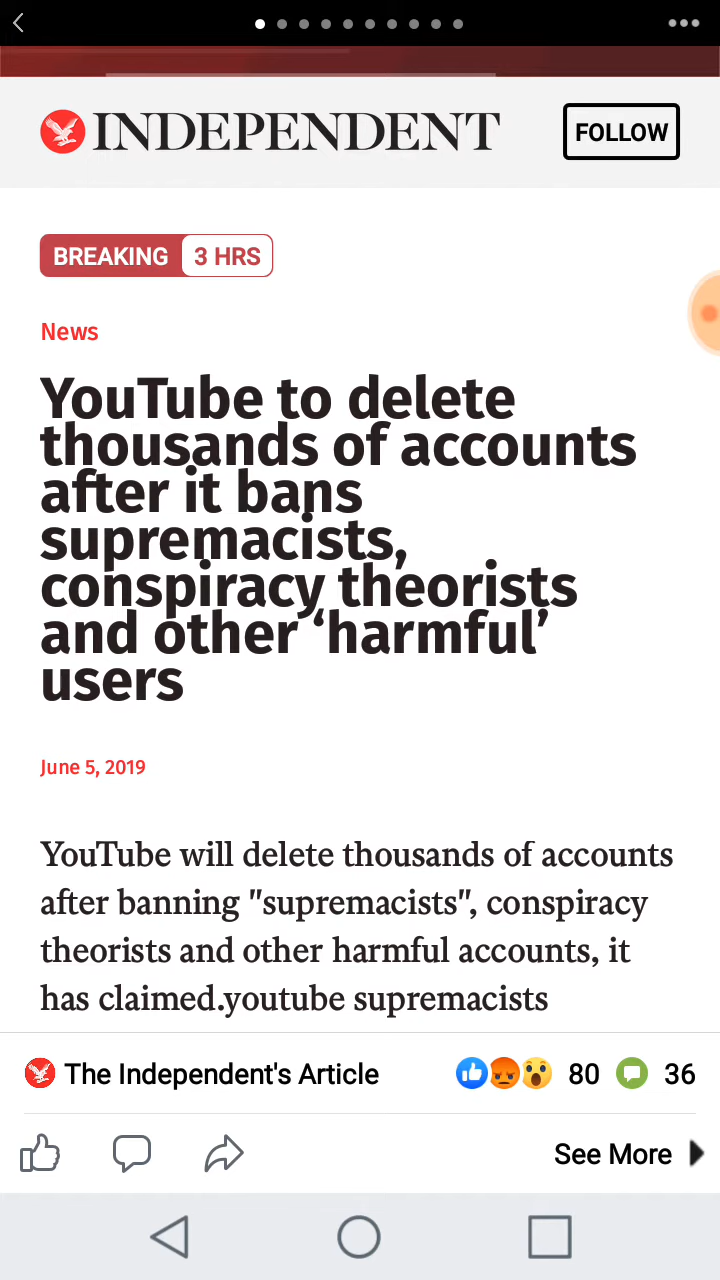 INDEPENDENT
FOLLOW
BREAKING 3 HRS
News
YouTube to delete
thousands of accounts
after it bans
supremacists,
conspiracy theorists
and other ‘harmful’
users
June 5, 2019
YouTube will delete thousands of accounts
after banning "supremacists", conspiracy
theorists and other harmful accounts, it
has claimed.youtube supremacists
The Independent's Article 80 36
See More